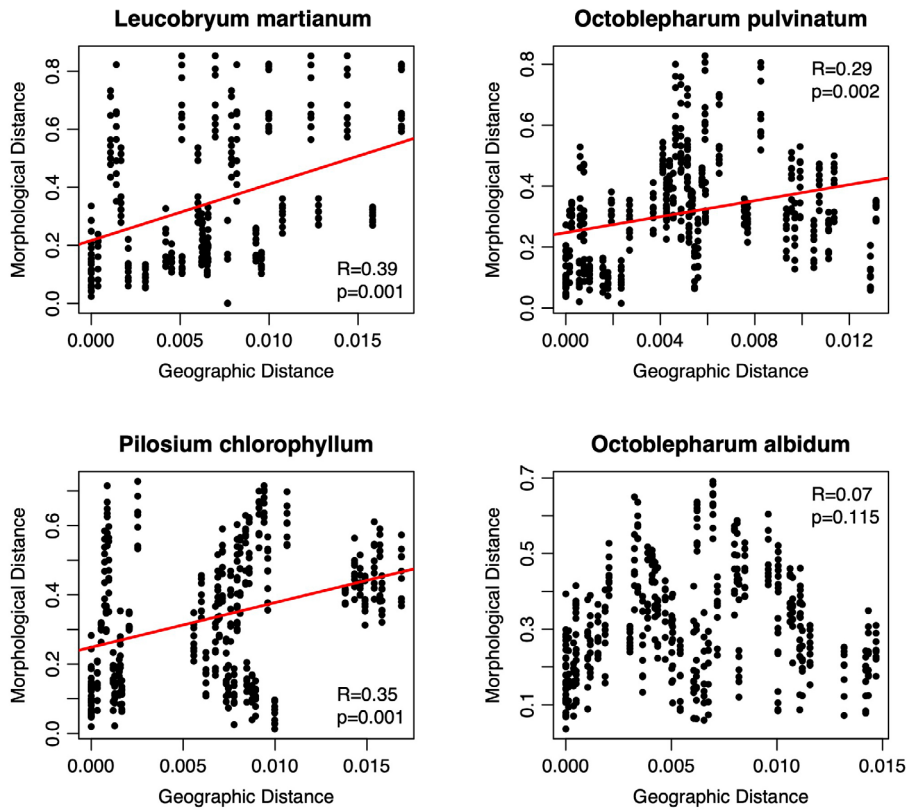 Leucobryum martianum
Morphological Distance
0.0 0.2 0.4 0.6 0.8
R=0.39
p=0.001
0.000 0.005 0.010 0.015
Geographic Distance
Octoblepharum pulvinatum
Morphological Distance
0.0 0.2 0.4 0.6 0.8
R=0.29
p=0.002
0.000 0.004 0.008 0.012
Geographic Distance
Pilosium chlorophyllum
Morphological Distance
0.0 0.2 0.4 0.6
R=0.35
p=0.001
0.000 0.005 0.010 0.015
Geographic Distance
Octoblepharum albidum
Morphological Distance
0.1 0.3 0.5 0.7
R=0.07
p=0.115
0.000 0.005 0.010 0.015
Geographic Distance